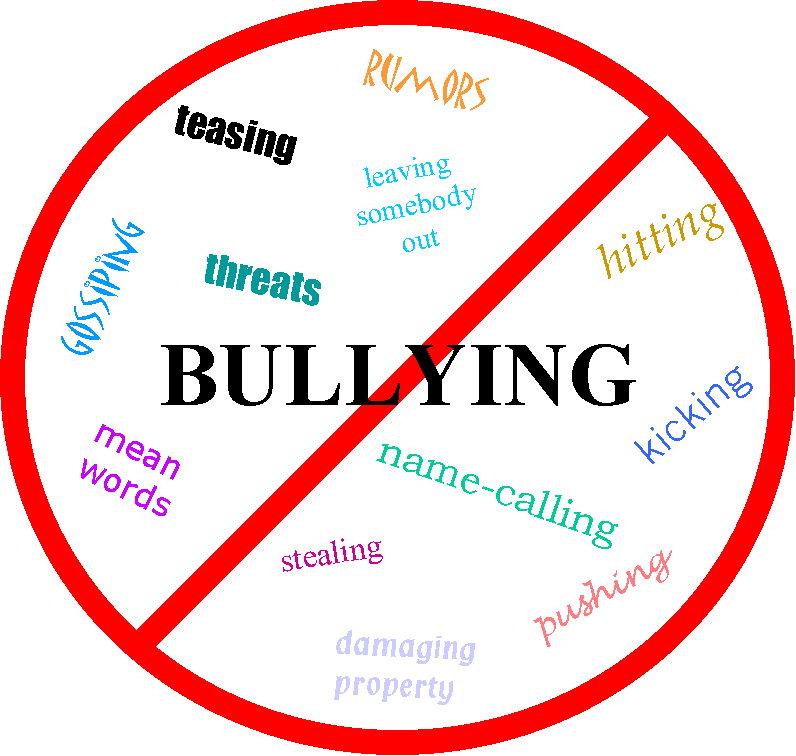 RUMORS
teasing
leaving
somebody
out
hitting
GOSSIPING
threats
BULLYING
kicking
mean
words
name-calling
stealing
pushing
damaging
property